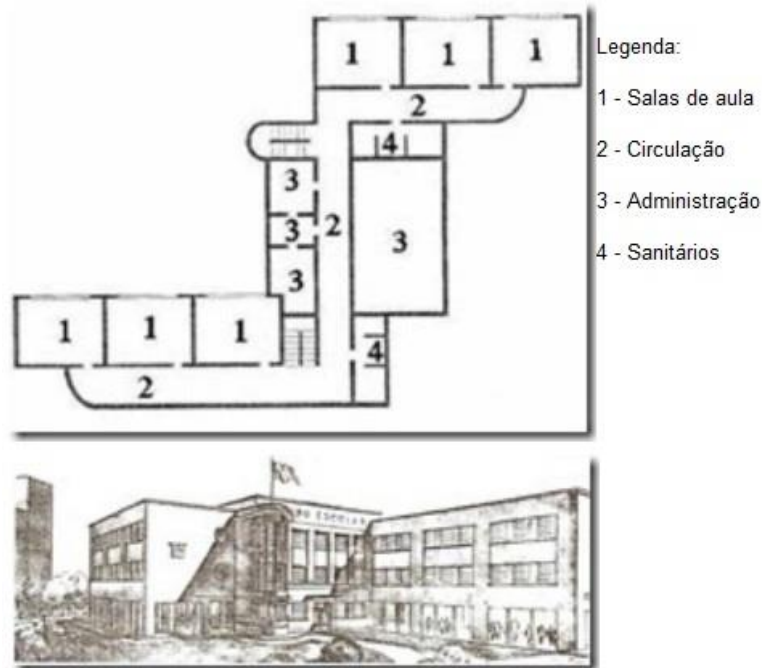 1 1 1
2
4
3
3 2
3
3
1 1 1
4
2
Legenda:
1 - Salas de aula
2 - Circulação
3 - Administração
4 - Sanitários
ESCOLAR